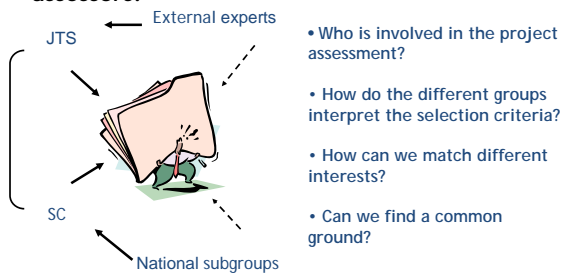 assessors.
External experts
JTS
SC
National subgroups
• Who is involved in the project
assessment?
• How do the different groups
interpret the selection criteria?
• How can we match different
interests?
• Can we find a common
ground?